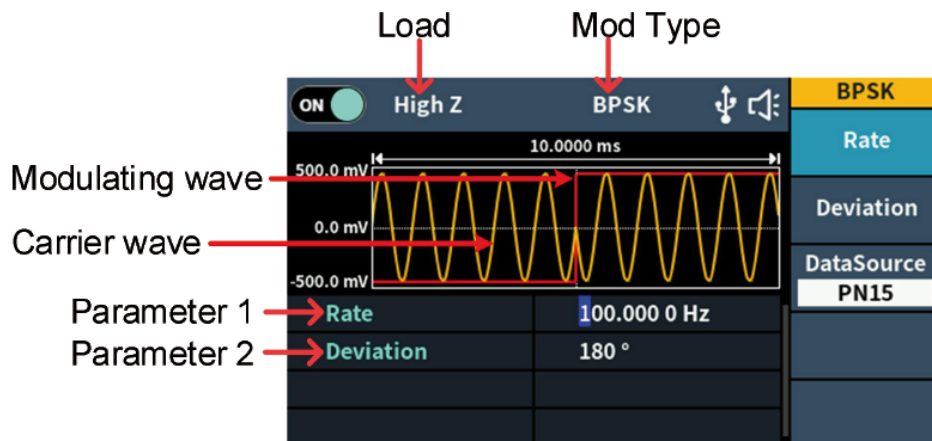 Load
Mod Type
ON
High Z
BPSK
BPSK
10.0000 ms
Rate
500.0 mV
Modulating wave
Deviation
0.0 mV
Carrier wave
DataSource
-500.0 mV
PN15
Parameter 1
Rate
100.000 0 Hz
Parameter 2
Deviation
180 °